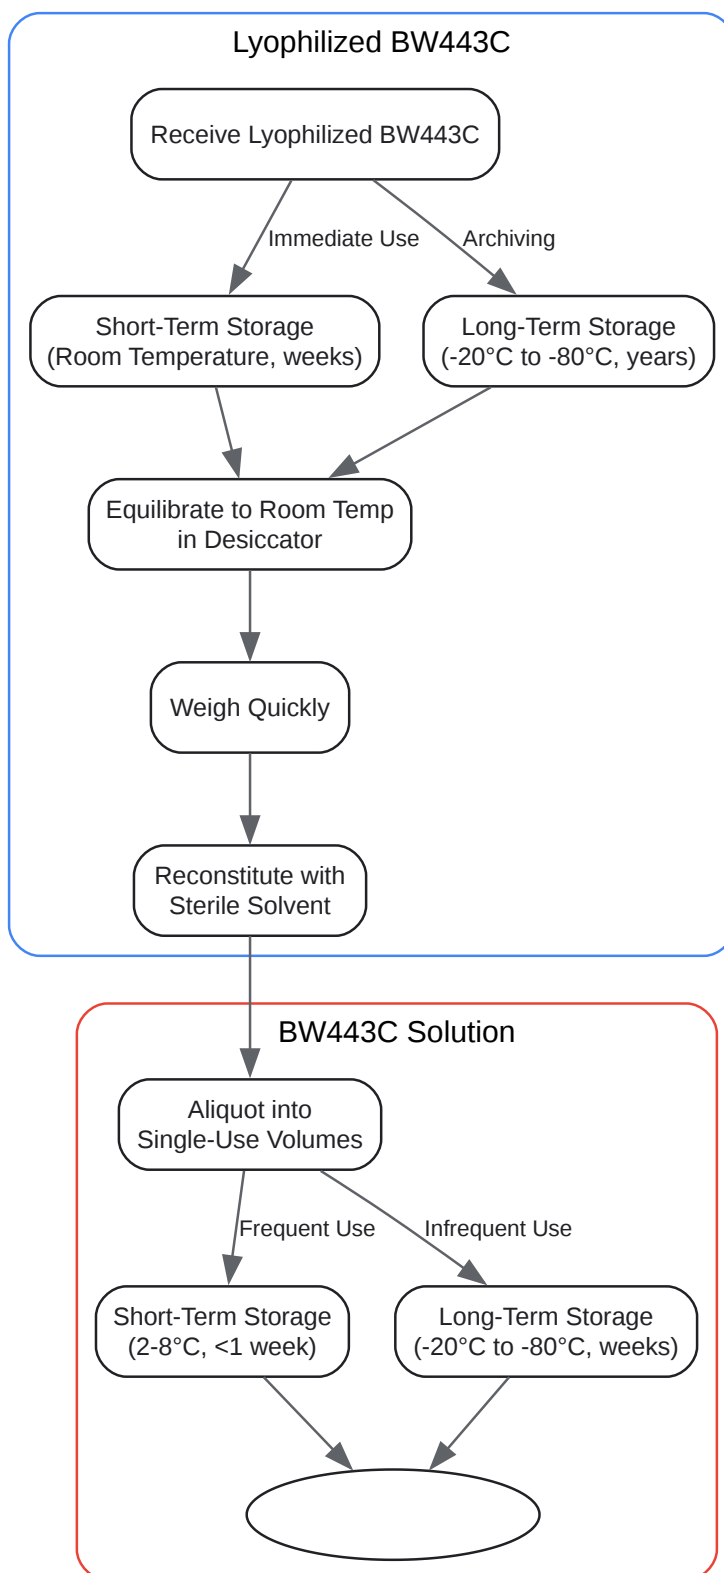 Lyophilized BW443C
Receive Lyophilized BW443C
Immediate Use
Archiving
Short-Term Storage
(Room Temperature, weeks)
Long-Term Storage
(-20°C to -80°C, years)
Equilibrate to Room Temp
in Desiccator
Weigh Quickly
Reconstitute with
Sterile Solvent
BW443C Solution
Aliquot into
Single-Use Volumes
Frequent Use
Infrequent Use
Short-Term Storage
(2-8°C, <1 week)
Long-Term Storage
(-20°C to -80°C, weeks)